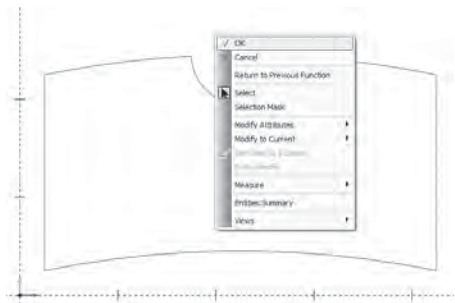 OK
Cancel
Return to Previous Function
Select
Selection Mask
Modify Attributes
Modify to Current
Measure
Entities Summary
Views